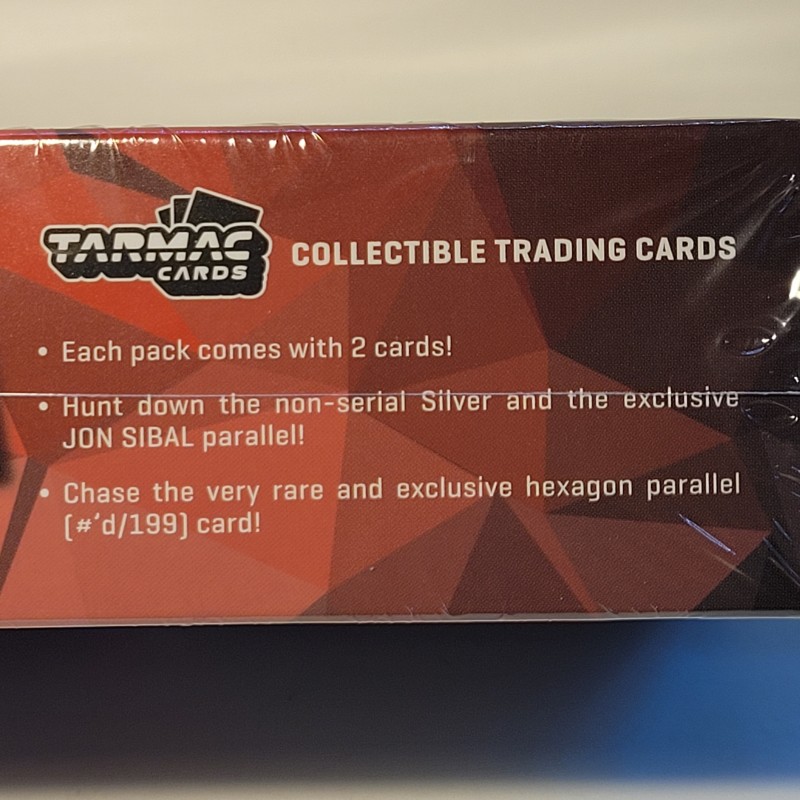 TARMAC
CARDS
COLLECTIBLE TRADING CARDS
• Each pack comes with 2 cards!
• Hunt down the non-serial Silver and the exclusive
JON SIBAL parallel!
• Chase the very rare and exclusive hexagon parallel
(#'d/199) card!